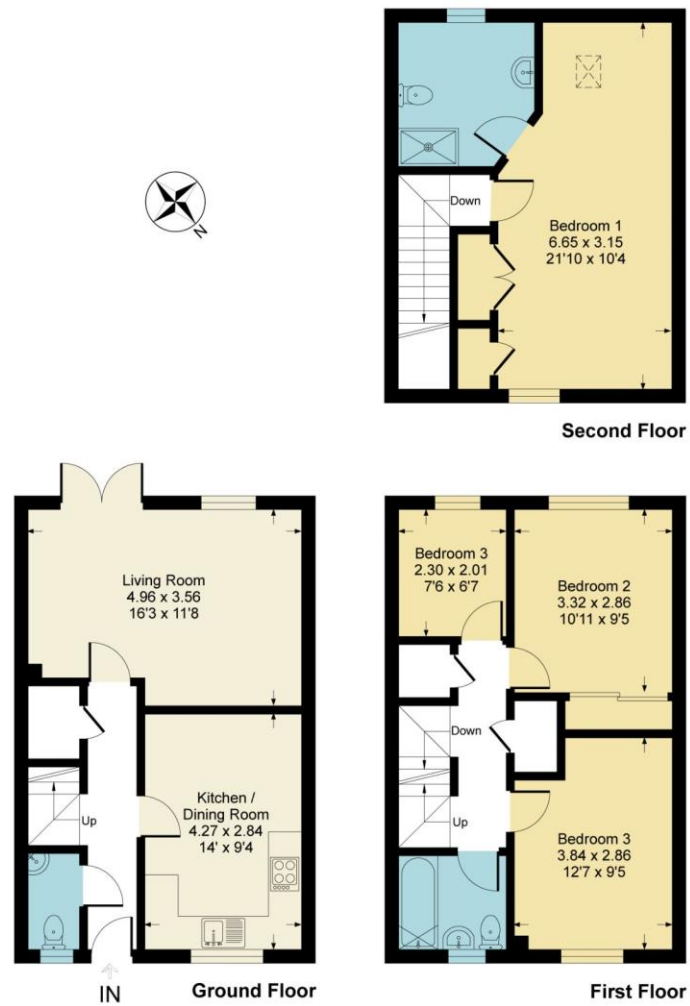 Down
Bedroom 1
6.65 x 3.15
21'10 x 10'4
Second Floor
N
Living Room
4.96 x 3.56
16'3 x 11'8
Up
Kitchen /
Dining Room
4.27 x 2.84
14' x 9'4
IN
Ground Floor
Bedroom 3
2.30 x 2.01
7'6 x 6'7
Bedroom 2
3.32 x 2.86
10'11 x 9'5
Down
Up
Bedroom 3
3.84 x 2.86
12'7 x 9'5
First Floor